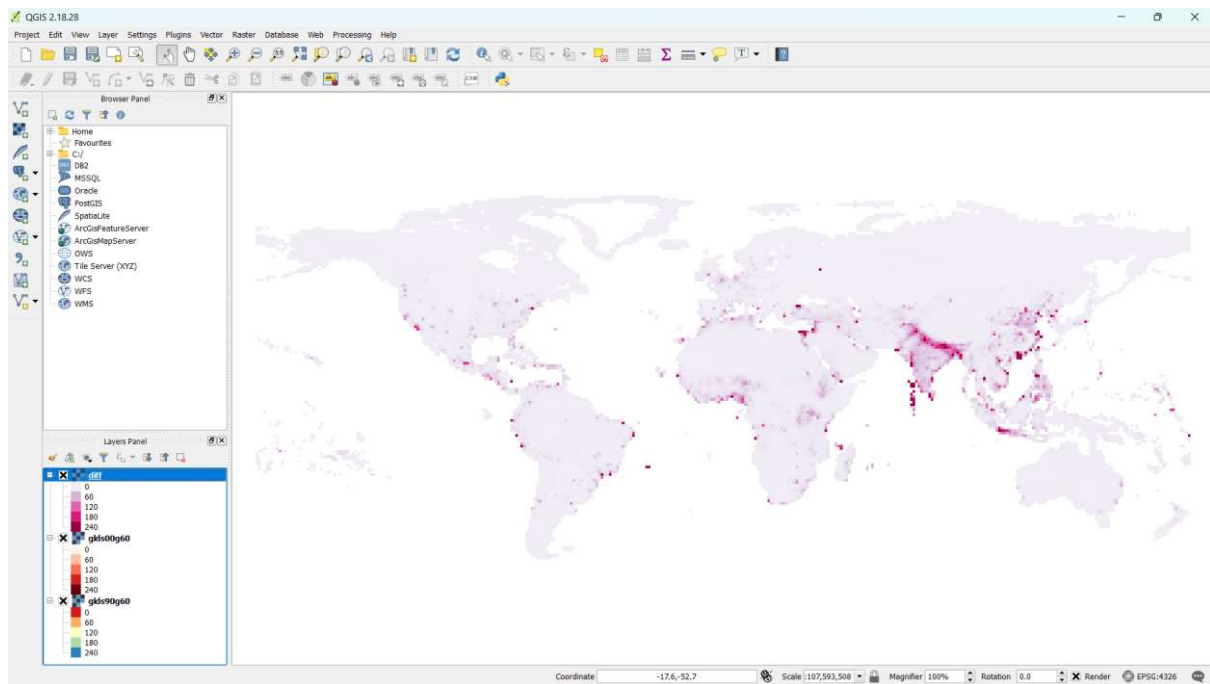 QGIS 2.18.28
Project Edit View Layer Settings Plugins Vector Raster Database Web Processing Help
Browser Panel
Home
Favourites
C:/
DB2
MSSQL
Oracle
PostGIS
SpatiaLite
ArcGisFeatureServer
ArcGisMapServer
OWS
Tile Server (XYZ)
WCS
WFS
WMS
Layers Panel
diff
0
60
120
180
240
glds00g60
0
60
120
180
240
glds90g60
0
60
120
180
240
Coordinate -17.6,-52.7 Scale :107,593,508 Magnifier 100% Rotation 0.0 Render EPSG:4326